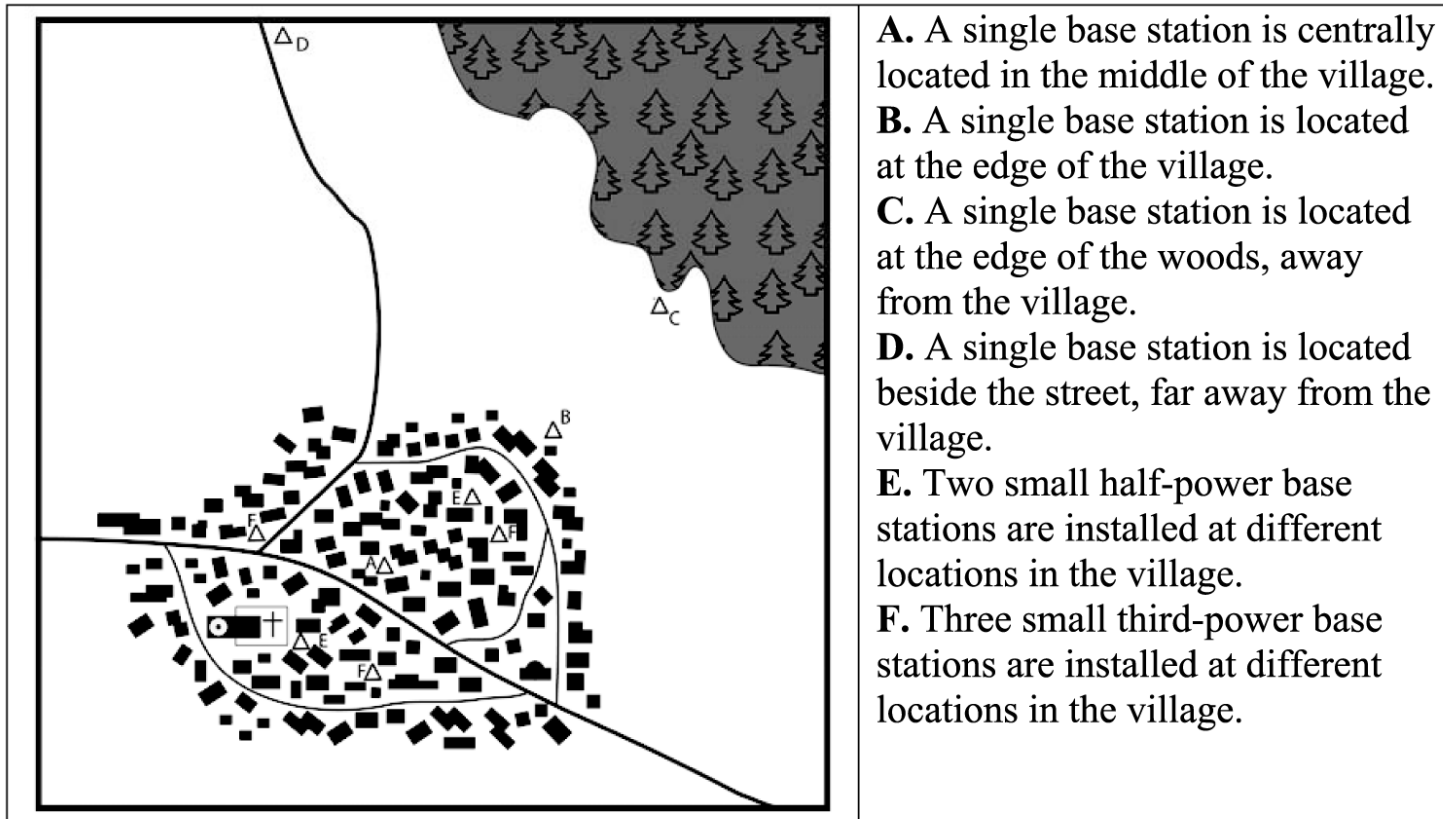 D
C
B
E
F
F
A
E
F
A. A single base station is centrally
located in the middle of the village.
B. A single base station is located
at the edge of the village.
C. A single base station is located
at the edge of the woods, away
from the village.
D. A single base station is located
beside the street, far away from the
village.
E. Two small half-power base
stations are installed at different
locations in the village.
F. Three small third-power base
stations are installed at different
locations in the village.